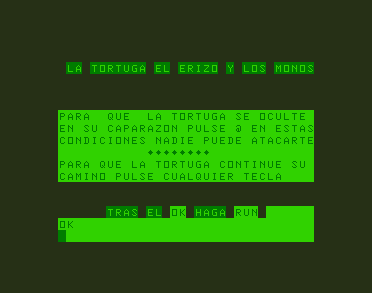 LA TORTUGA EL ERIZO Y LOS MONOS
PARA QUE LA TORTUGA SE OCULTE
EN SU CAPARAZON PULSE @ EN ESTAS
CONDICIONES NADIE PUEDE ATACARTE
◆◆◆◆◆◆◆◆
PARA QUE LA TORTUGA CONTINUE SU
CAMINO PULSE CUALQUIER TECLA
TRAS EL OK HAGA RUN
OK